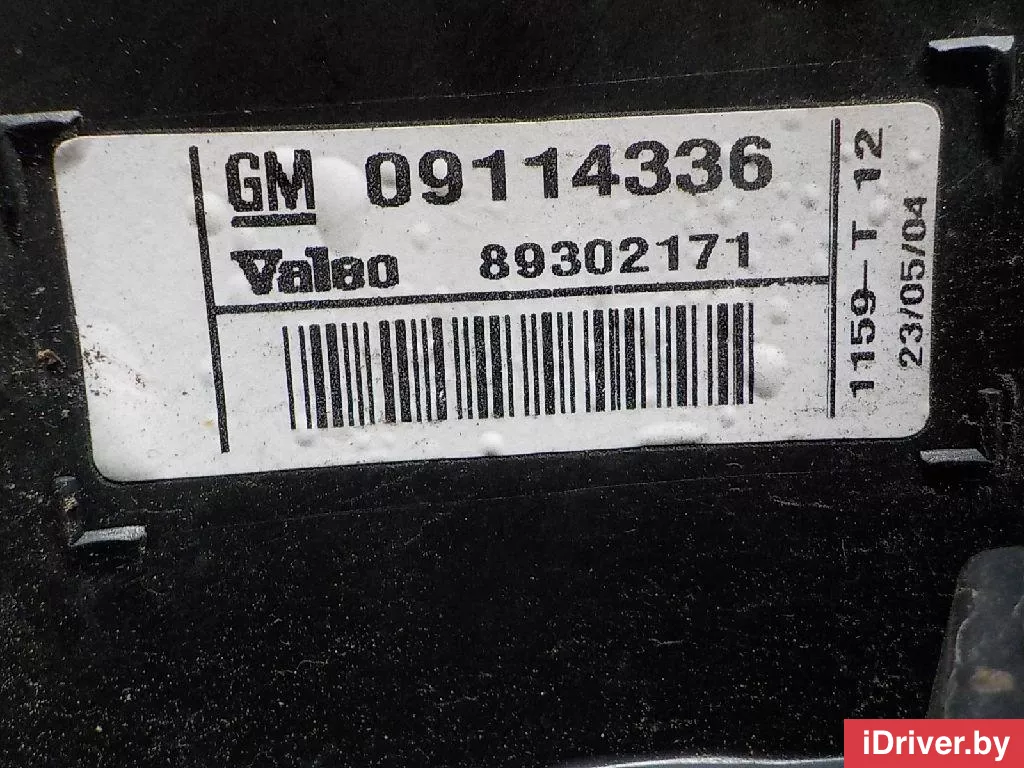 GM 09114336
Valeo 89302171
1159-T 12
23/05/04
iDriver.by